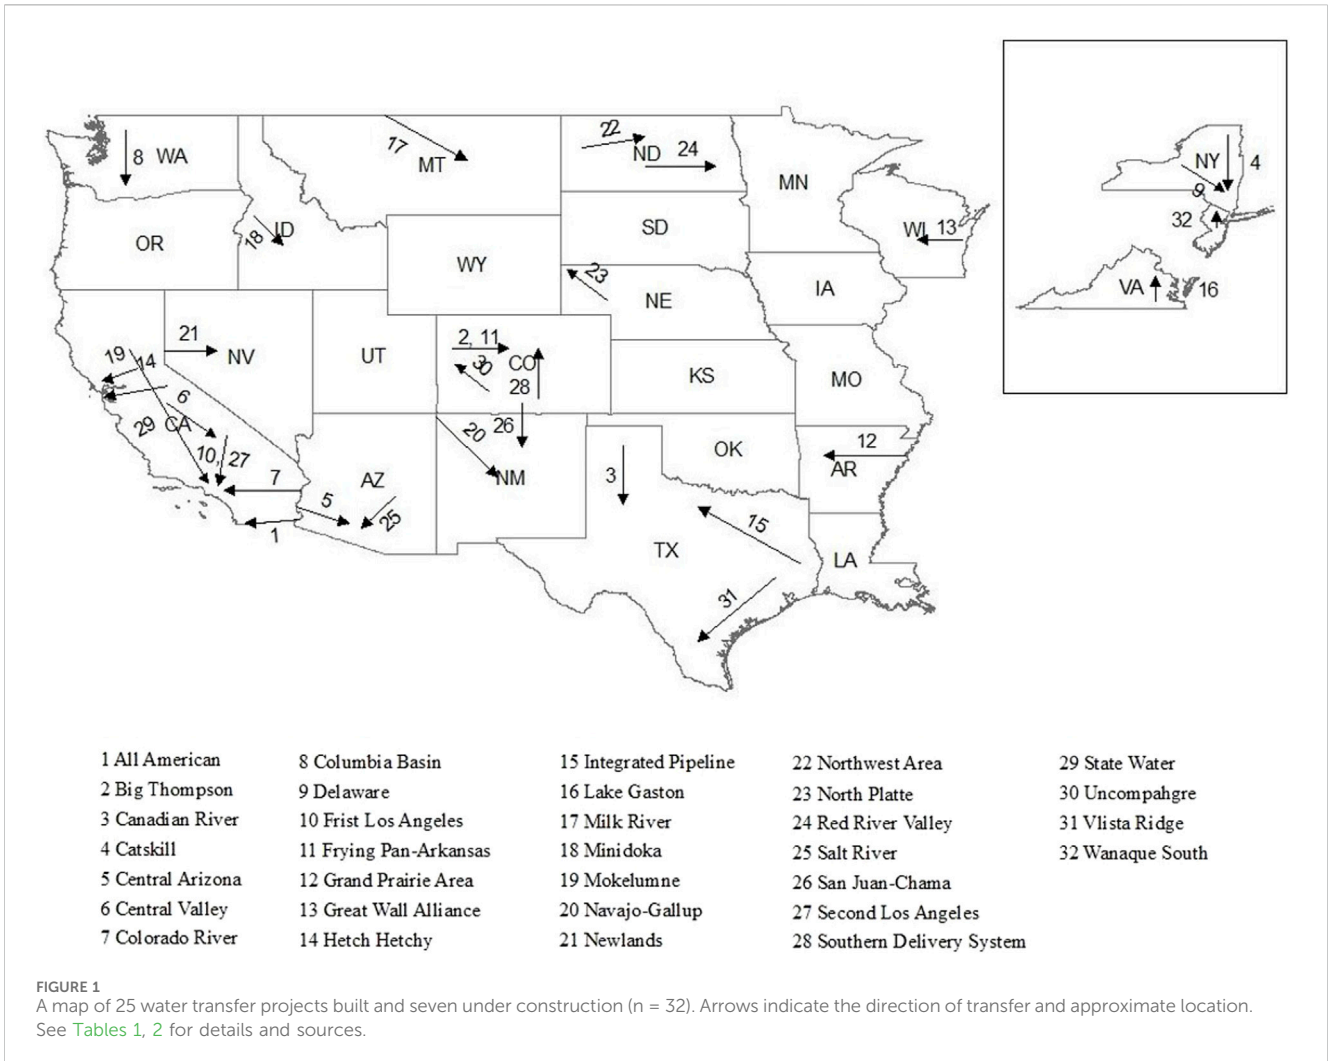 22
8 WA
17
MT
ND
24
MN
NY
4
9
32
VA
16
18
ID
OR
SD
WI
13
WY
23
NE
IA
21
NV
UT
2, 11
CO
30
28
KS
MO
19
14
6
29
CA
10,
27
7
1
AZ
5
25
20
26
NM
3
OK
12
AR
15
TX
LA
31
1 All American
2 Big Thompson
3 Canadian River
4 Catskill
5 Central Arizona
6 Central Valley
7 Colorado River
8 Columbia Basin
9 Delaware
10 Frist Los Angeles
11 Frying Pan-Arkansas
12 Grand Prairie Area
13 Great Wall Alliance
14 Hetch Hetchy
15 Integrated Pipeline
16 Lake Gaston
17 Milk River
18 Minidoka
19 Mokelumne
20 Navajo-Gallup
21 Newlands
22 Northwest Area
23 North Platte
24 Red River Valley
25 Salt River
26 San Juan-Chama
27 Second Los Angeles
28 Southern Delivery System
29 State Water
30 Uncompahgre
31 Vlista Ridge
32 Wanaque South
FIGURE 1
A map of 25 water transfer projects built and seven under construction (n = 32). Arrows indicate the direction of transfer and approximate location.
See Tables 1, 2 for details and sources.